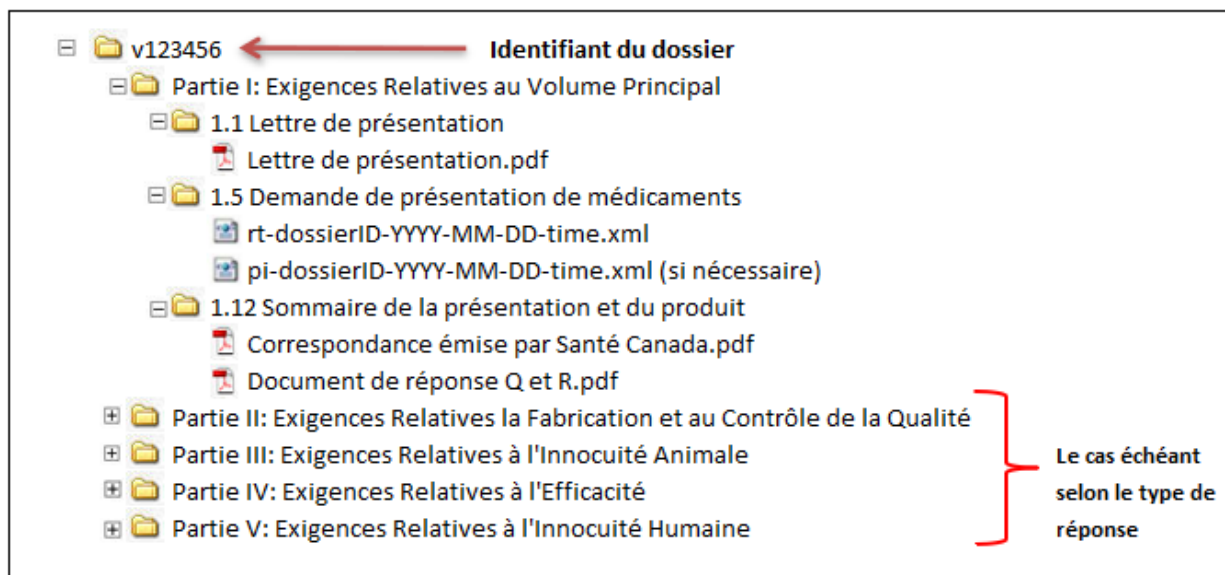 v123456 Identifiant du dossier
Partie I: Exigences Relatives au Volume Principal
1.1 Lettre de présentation
Lettre de présentation.pdf
1.5 Demande de présentation de médicaments
rt-dossierID-YYYY-MM-DD-time.xml
pi-dossierID-YYYY-MM-DD-time.xml (si nécessaire)
1.12 Sommaire de la présentation et du produit
Correspondance émise par Santé Canada.pdf
Document de réponse Q et R.pdf
Partie II: Exigences Relatives la Fabrication et au Contrôle de la Qualité
Partie III: Exigences Relatives à l'Innocuité Animale
Partie IV: Exigences Relatives à l'Efficacité
Partie V: Exigences Relatives à l'Innocuité Humaine
Le cas échéant
selon le type de
réponse